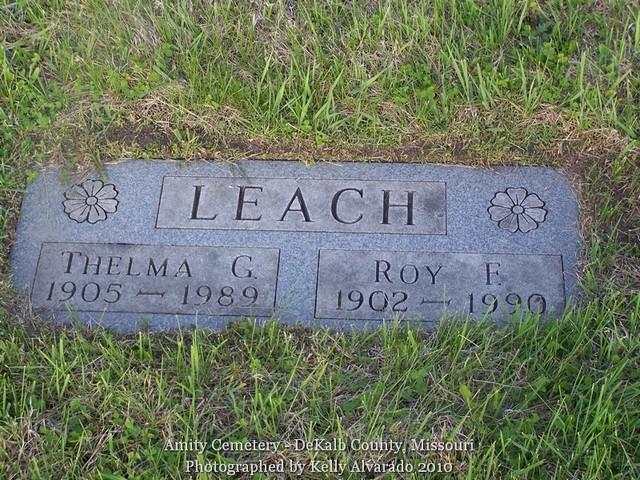 LEACH
THELMA G.
1905 — 1989
ROY F.
1902 — 1990
Amity Cemetery - DeKalb County, Missouri
Photographed by Kelly Alvarado 2010